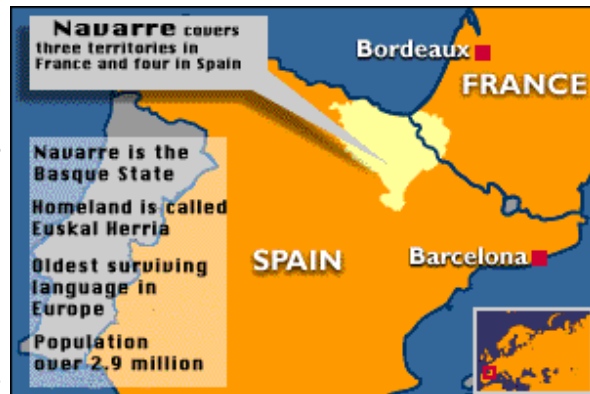 Navarre covers
three territories in
France and four in Spain
Bordeaux
FRANCE
Navarre is the
Basque State
Homeland is called
Euskal Herria
Oldest surviving
language in
Europe
Population
over 2.9 million
SPAIN
Barcelona